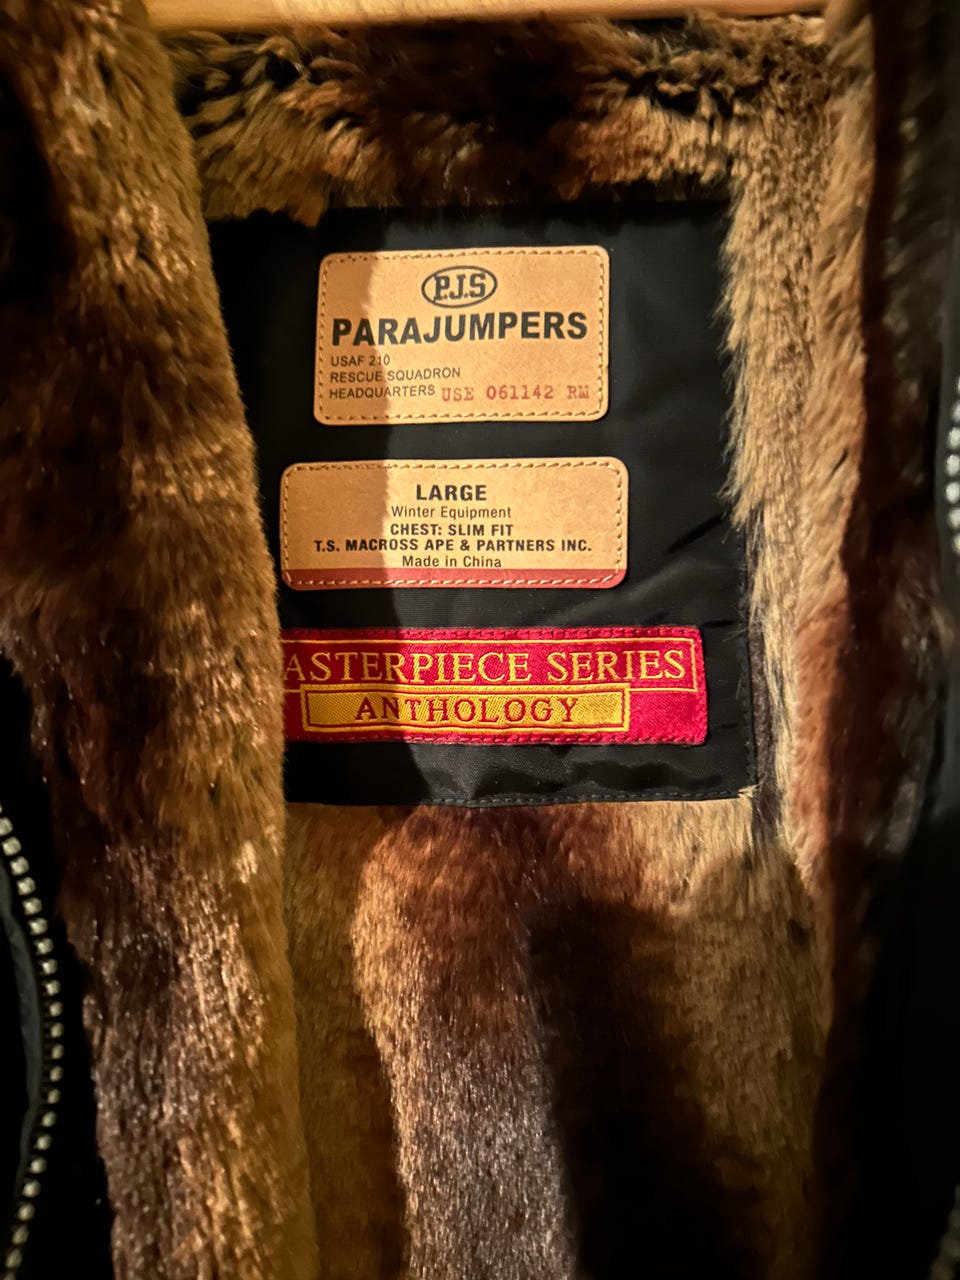 P.J.S
PARAJUMPERS
USAF 210
RESCUE SQUADRON
HEADQUARTERS USE 061142 RM
LARGE
Winter Equipment
CHEST: SLIM FIT
T.S. MACROSS APE & PARTNERS INC.
Made in China
ASTERPIECE SERIES
ANTHOLOGY